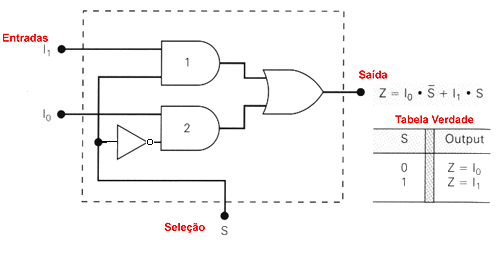 Entradas
I₁
1
Saída
Z = I₀ • S̅ + I₁ • S
I₀
2
Tabela Verdade
S Output
0 Z = I₀
1 Z = I₁
Seleção
S